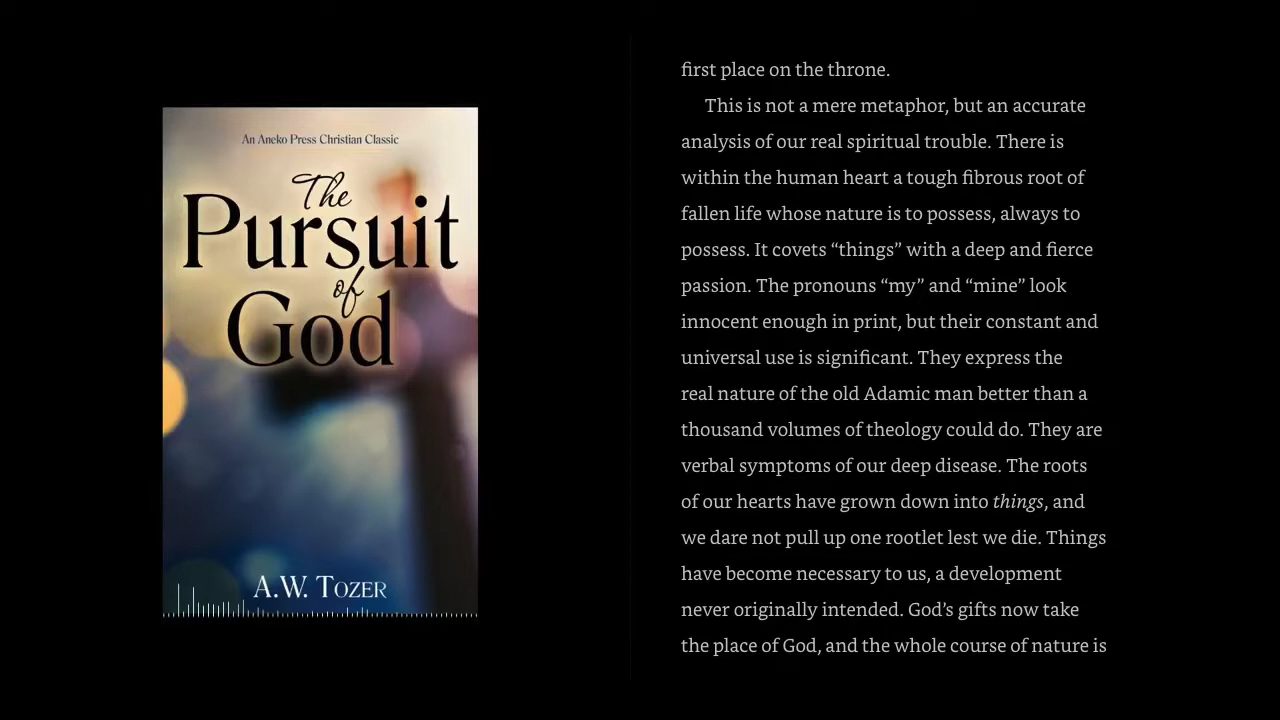 An Aneko Press Christian Classic
The
Pursuit
of
God
A.W. Tozer
first place on the throne.
This is not a mere metaphor, but an accurate
analysis of our real spiritual trouble. There is
within the human heart a tough fibrous root of
fallen life whose nature is to possess, always to
possess. It covets “things” with a deep and fierce
passion. The pronouns “my” and “mine” look
innocent enough in print, but their constant and
universal use is significant. They express the
real nature of the old Adamic man better than a
thousand volumes of theology could do. They are
verbal symptoms of our deep disease. The roots
of our hearts have grown down into things, and
we dare not pull up one rootlet lest we die. Things
have become necessary to us, a development
never originally intended. God’s gifts now take
the place of God, and the whole course of nature is